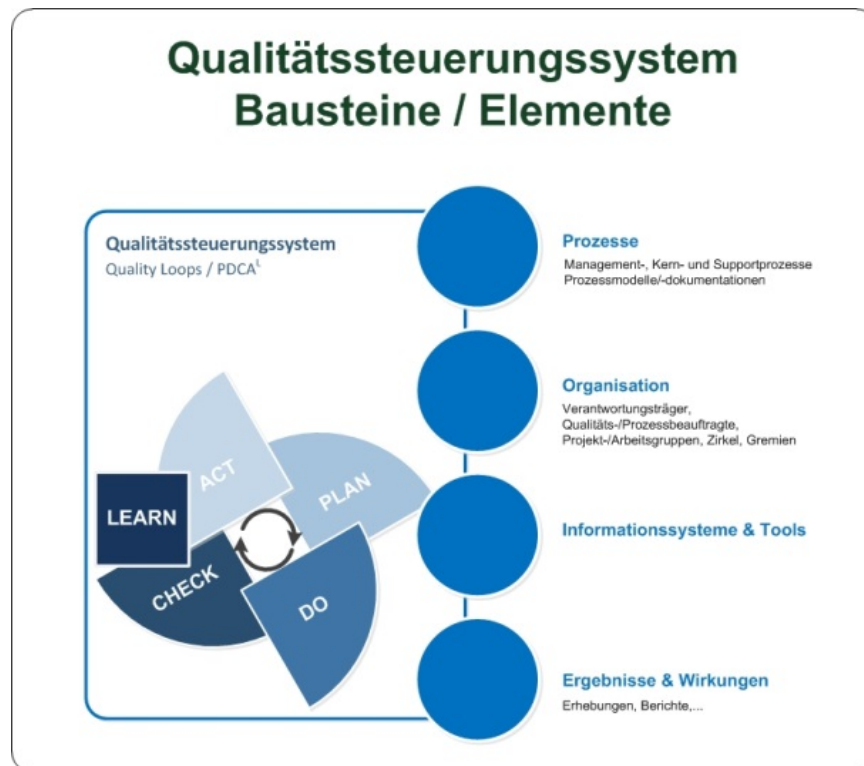 Qualitätssteuerungssystem
Bausteine / Elemente
Qualitätssteuerungssystem
Quality Loops / PDCAᴸ
ACT
PLAN
LEARN
CHECK
DO
Prozesse
Management-, Kern- und Supportprozesse
Prozessmodelle/-dokumentationen
Organisation
Verantwortungsträger,
Qualitäts-/Prozessbeauftragte,
Projekt-/Arbeitsgruppen, Zirkel, Gremien
Informationssysteme & Tools
Ergebnisse & Wirkungen
Erhebungen, Berichte,...